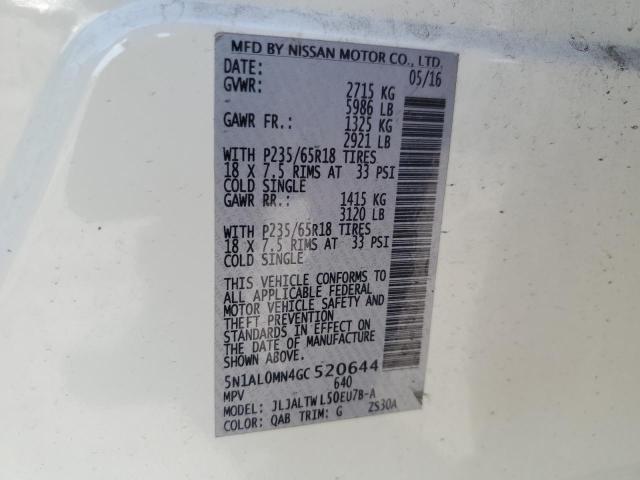 MFD BY NISSAN MOTOR CO., LTD.
DATE: 05/16
GVWR: 2715 KG
5986 LB
GAWR FR.: 1325 KG
2921 LB
WITH P235/65R18 TIRES
18 X 7.5 RIMS AT 33 PSI
COLD SINGLE
GAWR RR.: 1415 KG
3120 LB
WITH P235/65R18 TIRES
18 X 7.5 RIMS AT 33 PSI
COLD SINGLE
THIS VEHICLE CONFORMS TO
ALL APPLICABLE FEDERAL
MOTOR VEHICLE SAFETY AND
THEFT PREVENTION
STANDARDS IN EFFECT ON
THE DATE OF MANUFACTURE
SHOWN ABOVE.
5N1AL0MN4GC520644
MPV 640
MODEL: JLJALTWL50EU7B-A
COLOR: QAB TRIM: G ZS30A